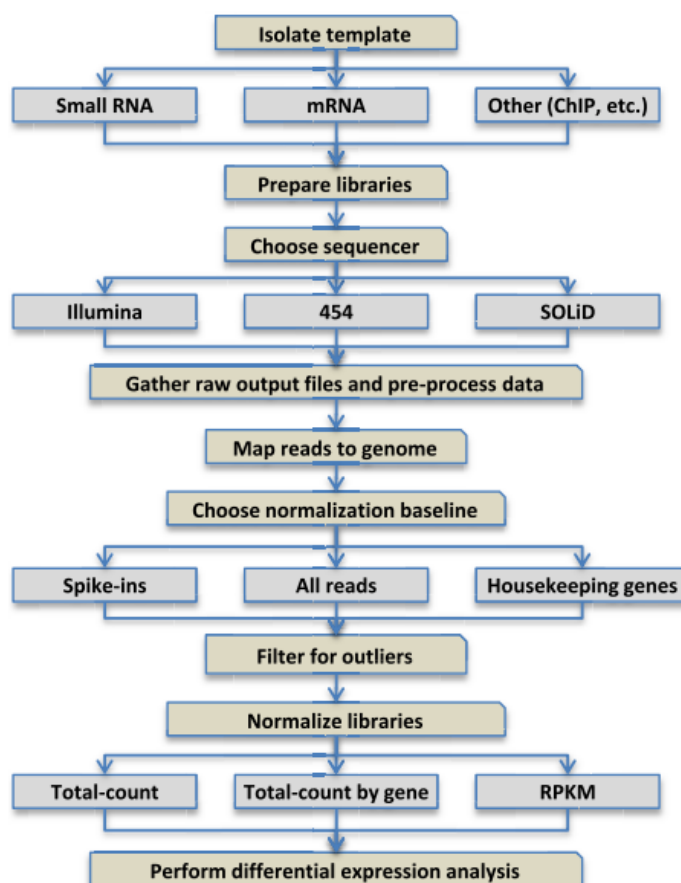 Isolate template
Small RNA
mRNA
Other (ChIP, etc.)
Prepare libraries
Choose sequencer
Illumina
454
SOLiD
Gather raw output files and pre-process data
Map reads to genome
Choose normalization baseline
Spike-ins
All reads
Housekeeping genes
Filter for outliers
Normalize libraries
Total-count
Total-count by gene
RPKM
Perform differential expression analysis